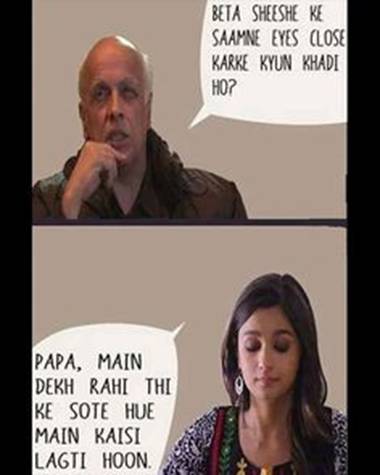 BETA SHEESHE KE
SAAMNE EYES CLOSE
KARKE KYUN KHADI
HO?
PAPA, MAIN
DEKH RAHI THI
KE SOTE HUE
MAIN KAISI
LAGTI HOON.